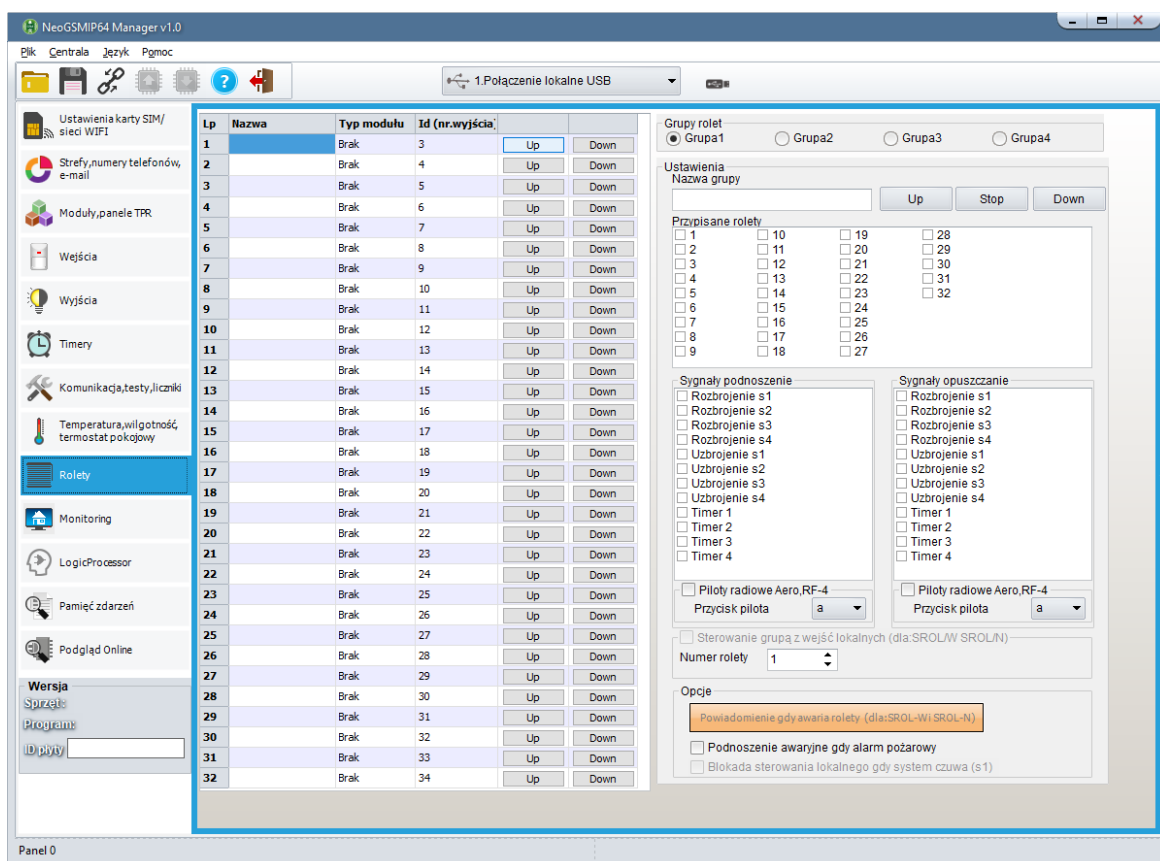 NeoGSMIP64 Manager v1.0
Plik Centrala Język Pomoc
1.Połączenie lokalne USB
Ustawienia karty SIM/
sieci WIFI
Strefy,numery telefonów,
e-mail
Moduły,panele TPR
Wejścia
Wyjścia
Timery
Komunikacja,testy,liczniki
Temperatura,wilgotność,
termostat pokojowy
Rolety
Monitoring
LogicProcessor
Pamięć zdarzeń
Podgląd Online
Wersja
Sprzęt:
Program:
ID płyty
Lp Nazwa Typ modułu Id (nr.wyjścia)
1 Brak 3 Up Down
2 Brak 4 Up Down
3 Brak 5 Up Down
4 Brak 6 Up Down
5 Brak 7 Up Down
6 Brak 8 Up Down
7 Brak 9 Up Down
8 Brak 10 Up Down
9 Brak 11 Up Down
10 Brak 12 Up Down
11 Brak 13 Up Down
12 Brak 14 Up Down
13 Brak 15 Up Down
14 Brak 16 Up Down
15 Brak 17 Up Down
16 Brak 18 Up Down
17 Brak 19 Up Down
18 Brak 20 Up Down
19 Brak 21 Up Down
20 Brak 22 Up Down
21 Brak 23 Up Down
22 Brak 24 Up Down
23 Brak 25 Up Down
24 Brak 26 Up Down
25 Brak 27 Up Down
26 Brak 28 Up Down
27 Brak 29 Up Down
28 Brak 30 Up Down
29 Brak 31 Up Down
30 Brak 32 Up Down
31 Brak 33 Up Down
32 Brak 34 Up Down
Grupy rolet
Grupa1 Grupa2 Grupa3 Grupa4
Ustawienia
Nazwa grupy
Up Stop Down
Przypisane rolety
1 10 19 28
2 11 20 29
3 12 21 30
4 13 22 31
5 14 23 32
6 15 24
7 16 25
8 17 26
9 18 27
Sygnały podnoszenie
Rozbrojenie s1
Rozbrojenie s2
Rozbrojenie s3
Rozbrojenie s4
Uzbrojenie s1
Uzbrojenie s2
Uzbrojenie s3
Uzbrojenie s4
Timer 1
Timer 2
Timer 3
Timer 4
Piloty radiowe Aero,RF-4
Przycisk pilota a
Sygnały opuszczanie
Rozbrojenie s1
Rozbrojenie s2
Rozbrojenie s3
Rozbrojenie s4
Uzbrojenie s1
Uzbrojenie s2
Uzbrojenie s3
Uzbrojenie s4
Timer 1
Timer 2
Timer 3
Timer 4
Piloty radiowe Aero,RF-4
Przycisk pilota a
Sterowanie grupą z wejść lokalnych (dla:SROL/W SROL/N)
Numer rolety 1
Opcje
Powiadomienie gdy awaria rolety (dla:SROL-W i SROL-N)
Podnoszenie awaryjne gdy alarm pożarowy
Blokada sterowania lokalnego gdy system czuwa (s1)
Panel 0